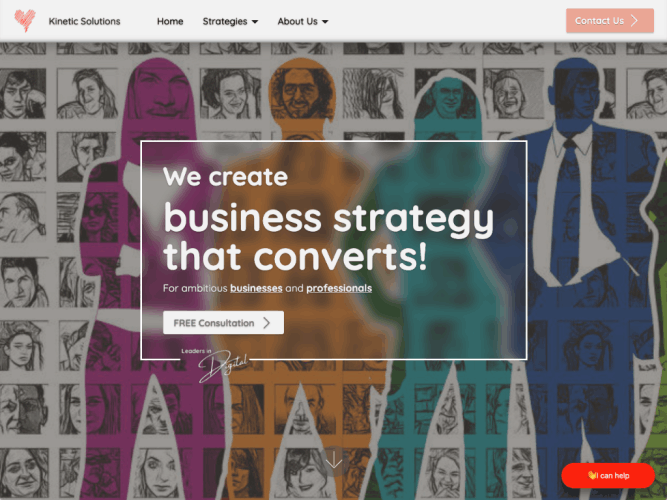 Kinetic Solutions
Home
Strategies
About Us
Contact Us
We create
business strategy
that converts!
For ambitious businesses and professionals
FREE Consultation
Leaders in
Digital
I can help